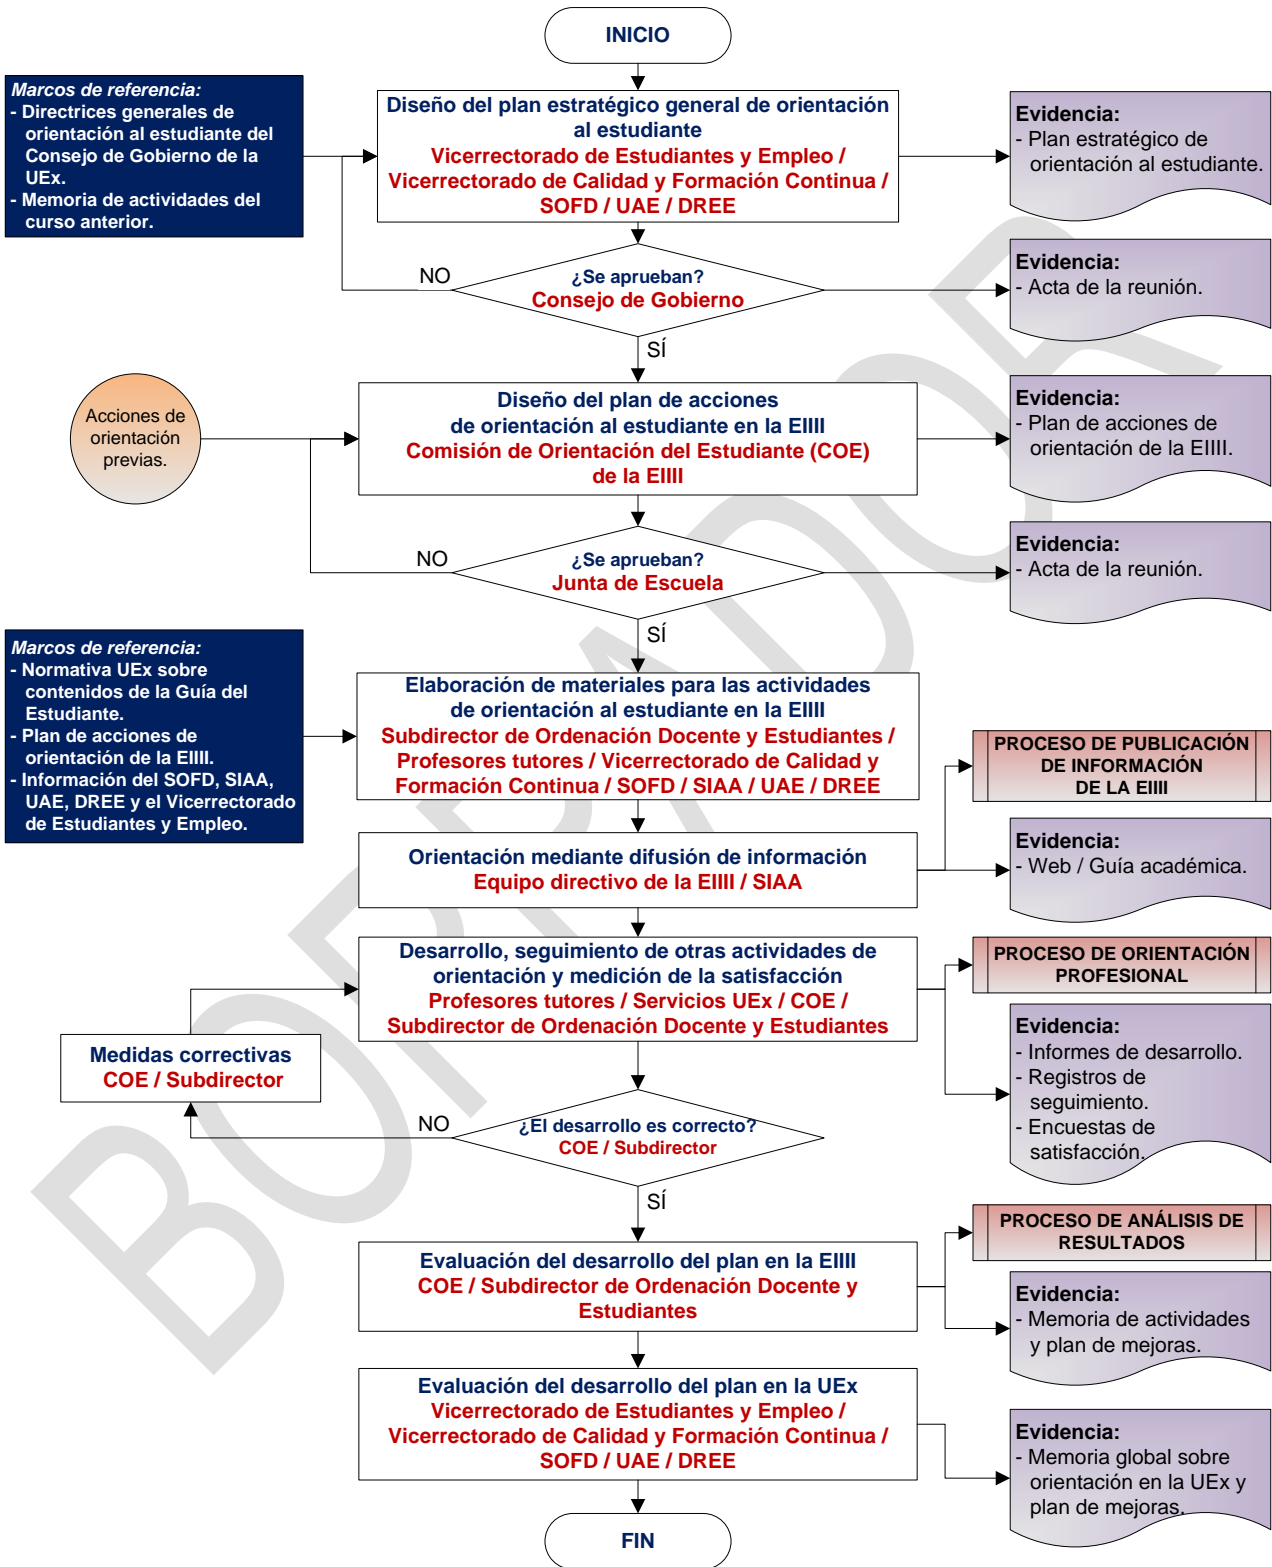 INICIO
Marcos de referencia:
- Directrices generales de
orientación al estudiante del
Consejo de Gobierno de la
UEx.
- Memoria de actividades del
curso anterior.
Diseño del plan estratégico general de orientación
al estudiante
Vicerrectorado de Estudiantes y Empleo /
Vicerrectorado de Calidad y Formación Continua /
SOFD / UAE / DREE
Evidencia:
- Plan estratégico de
orientación al estudiante.
NO
¿Se aprueban?
Consejo de Gobierno
SÍ
Evidencia:
- Acta de la reunión.
Acciones de
orientación
previas.
Diseño del plan de acciones
de orientación al estudiante en la EIIII
Comisión de Orientación del Estudiante (COE)
de la EIIII
Evidencia:
- Plan de acciones de
orientación de la EIIII.
NO
¿Se aprueban?
Junta de Escuela
SÍ
Evidencia:
- Acta de la reunión.
Marcos de referencia:
- Normativa UEx sobre
contenidos de la Guía del
Estudiante.
- Plan de acciones de
orientación de la EIIII.
- Información del SOFD, SIAA,
UAE, DREE y el Vicerrectorado
de Estudiantes y Empleo.
Elaboración de materiales para las actividades
de orientación al estudiante en la EIIII
Subdirector de Ordenación Docente y Estudiantes /
Profesores tutores / Vicerrectorado de Calidad y
Formación Continua / SOFD / SIAA / UAE / DREE
PROCESO DE PUBLICACIÓN
DE INFORMACIÓN
DE LA EIIII
Orientación mediante difusión de información
Equipo directivo de la EIIII / SIAA
Evidencia:
- Web / Guía académica.
Desarrollo, seguimiento de otras actividades de
orientación y medición de la satisfacción
Profesores tutores / Servicios UEx / COE /
Subdirector de Ordenación Docente y Estudiantes
PROCESO DE ORIENTACIÓN
PROFESIONAL
Evidencia:
- Informes de desarrollo.
- Registros de
seguimiento.
- Encuestas de
satisfacción.
Medidas correctivas
COE / Subdirector
NO
¿El desarrollo es correcto?
COE / Subdirector
SÍ
Evaluación del desarrollo del plan en la EIIII
COE / Subdirector de Ordenación Docente y
Estudiantes
PROCESO DE ANÁLISIS DE
RESULTADOS
Evidencia:
- Memoria de actividades
y plan de mejoras.
Evaluación del desarrollo del plan en la UEx
Vicerrectorado de Estudiantes y Empleo /
Vicerrectorado de Calidad y Formación Continua /
SOFD / UAE / DREE
Evidencia:
- Memoria global sobre
orientación en la UEx y
plan de mejoras.
FIN
BORRADOR